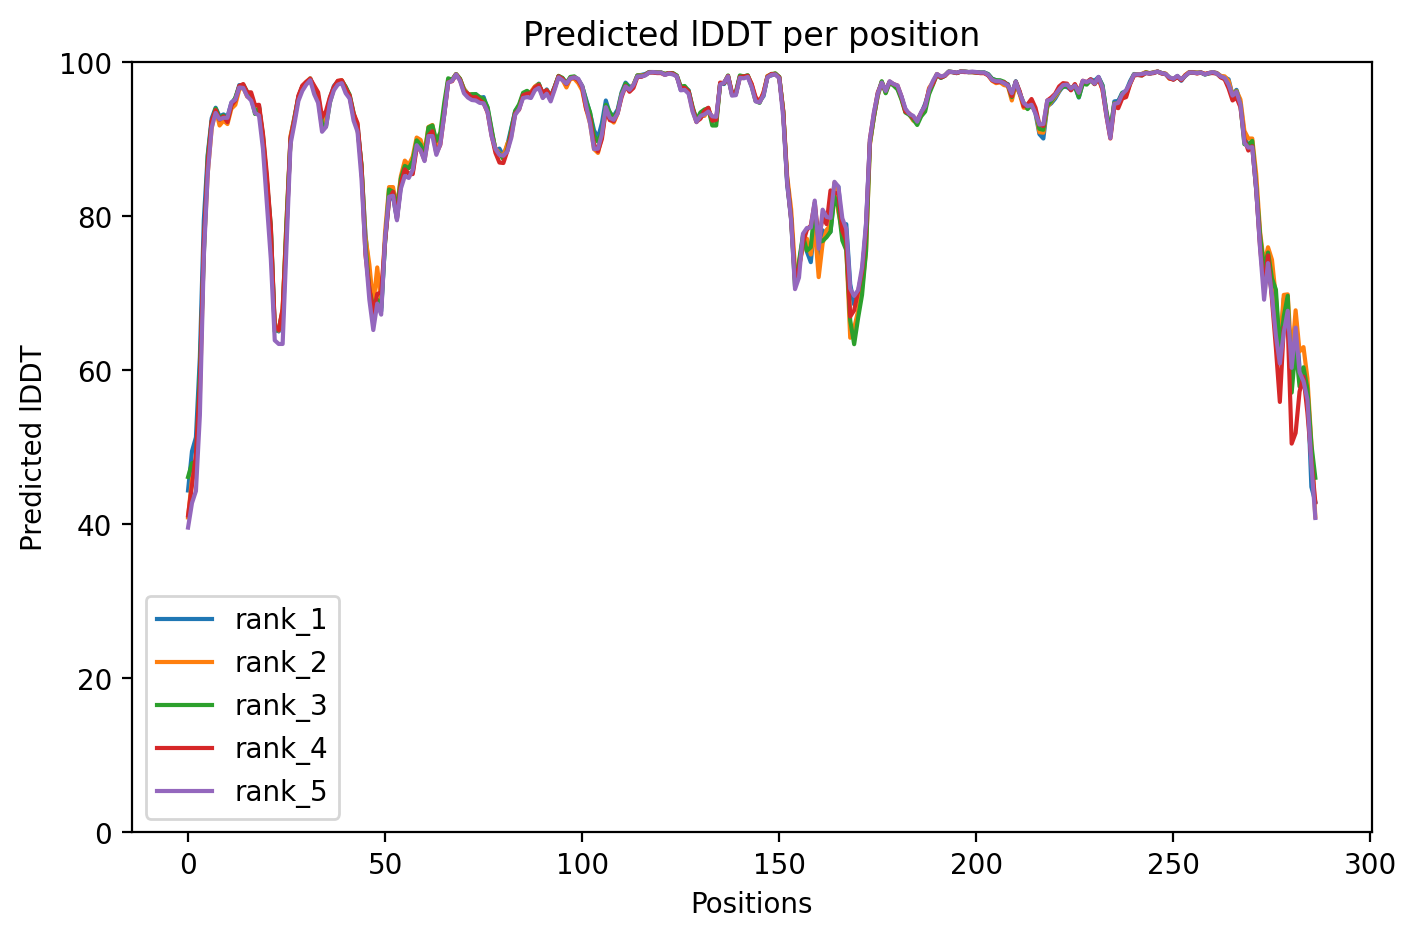 Predicted lDDT per position
100
80
60
40
20
0
Predicted lDDT
rank_1
rank_2
rank_3
rank_4
rank_5
0 50 100 150 200 250 300
Positions